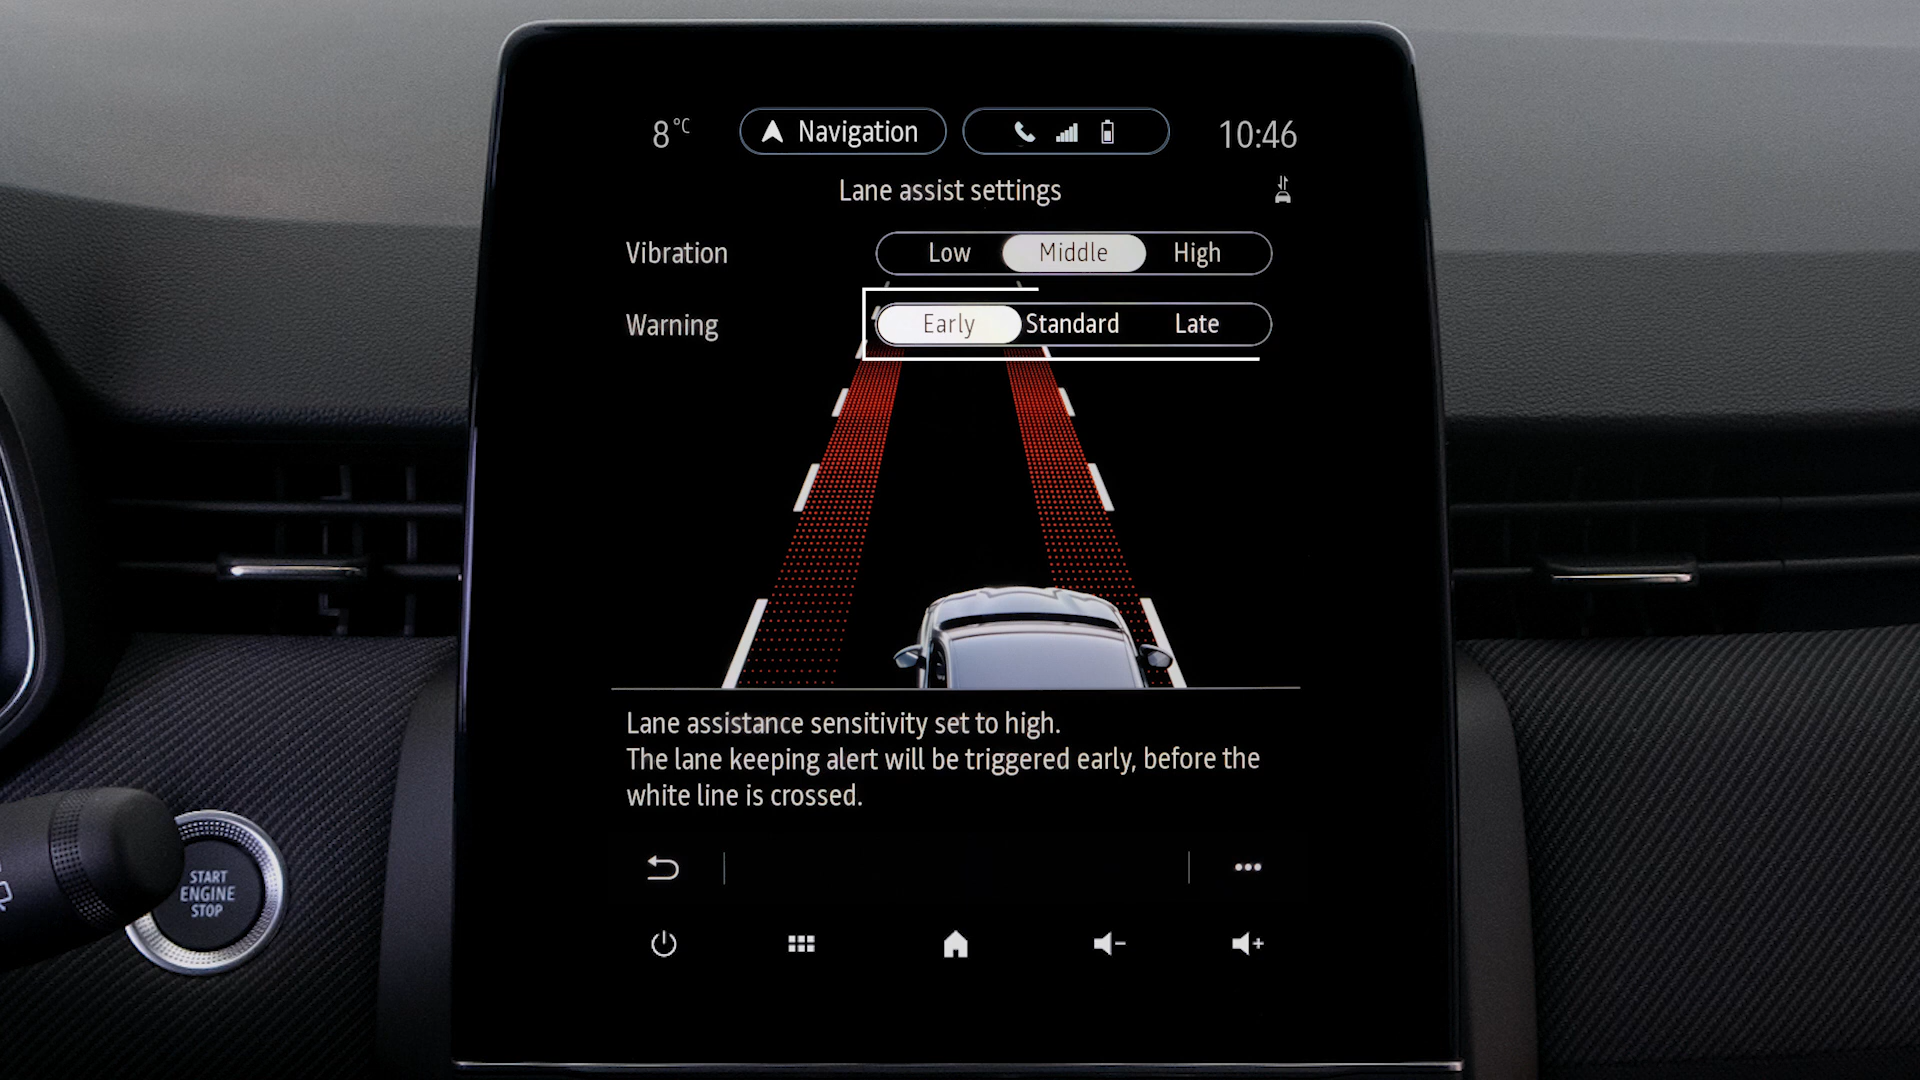 8°C Navigation 10:46
Lane assist settings
Vibration Low Middle High
Warning Early Standard Late
Lane assistance sensitivity set to high.
The lane keeping alert will be triggered early, before the
white line is crossed.
START
ENGINE
STOP